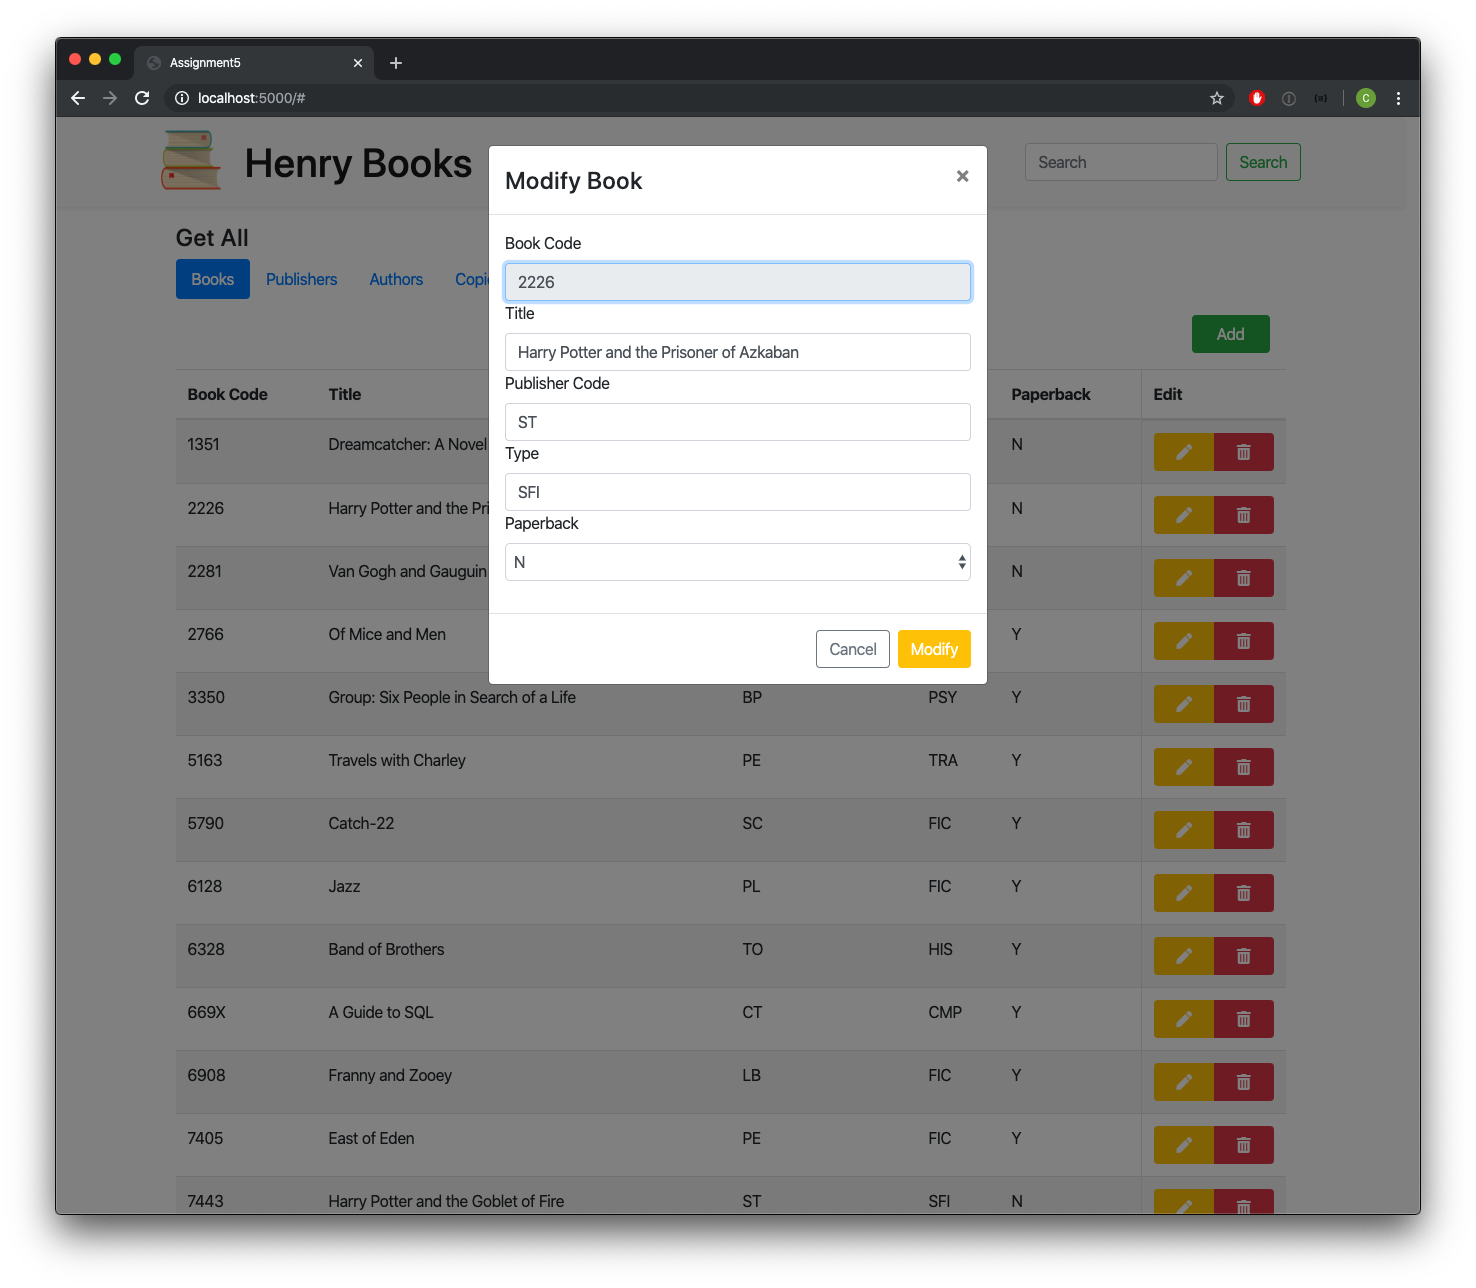 Assignment5
localhost:5000/#
C
Henry Books
Search
Search
Modify Book
Get All
Books Publishers Authors
Book Code
2226
Title
Harry Potter and the Prisoner of Azkaban
Publisher Code
ST
Type
SFI
Paperback
N
Cancel Modify
Add
Book Code Title Paperback Edit
1351 Dreamcatcher: A Novel N
2226 Harry Potter and the N
2281 Van Gogh and Gauguin N
2766 Of Mice and Men Y
3350 Group: Six People in Search of a Life BP PSY Y
5163 Travels with Charley PE TRA Y
5790 Catch-22 SC FIC Y
6128 Jazz PL FIC Y
6328 Band of Brothers TO HIS Y
669X A Guide to SQL CT CMP Y
6908 Franny and Zooey LB FIC Y
7405 East of Eden PE FIC Y
7443 Harry Potter and the Goblet of Fire ST SFI N